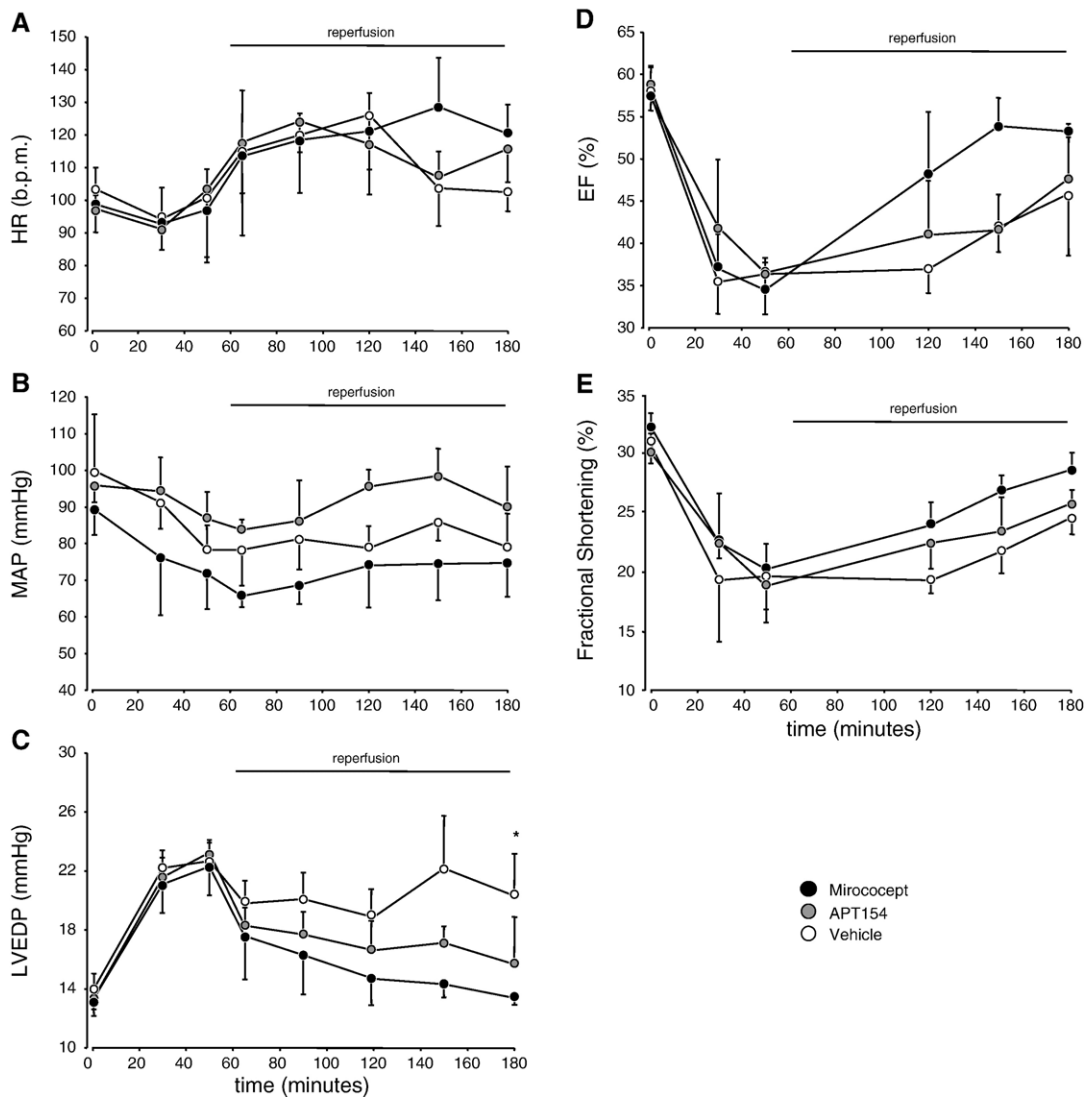 A
reperfusion
HR (b.p.m.)
150
140
130
120
110
100
90
80
70
60
0 20 40 60 80 100 120 140 160 180
B
reperfusion
MAP (mmHg)
120
110
100
90
80
70
60
50
40
0 20 40 60 80 100 120 140 160 180
C
reperfusion
LVEDP (mmHg)
30
26
22
18
14
10
*
0 20 40 60 80 100 120 140 160 180
time (minutes)
D
reperfusion
EF (%)
65
60
55
50
45
40
35
30
0 20 40 60 80 100 120 140 160 180
E
reperfusion
Fractional Shortening (%)
35
30
25
20
15
10
0 20 40 60 80 100 120 140 160 180
time (minutes)
Mirococept
APT154
Vehicle